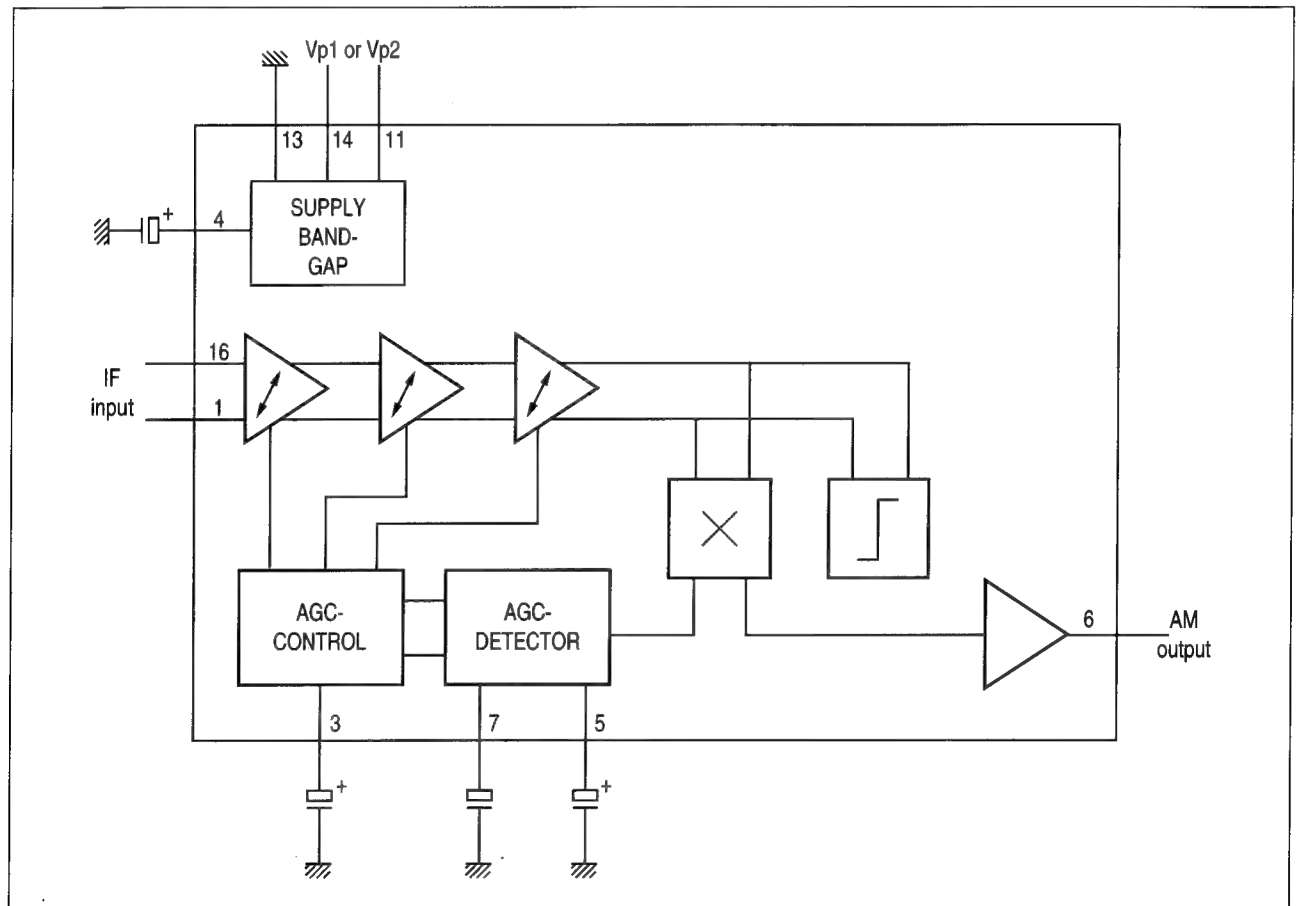 Vp1 or Vp2
13 14 11
4 +
SUPPLY
BAND-
GAP
16
IF
input
1
AGC-
CONTROL
AGC-
DETECTOR
6
AM
output
3 7 5
+ +